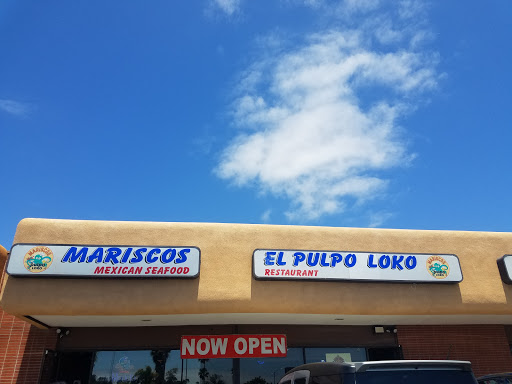 MARISCOS
MEXICAN SEAFOOD
EL PULPO LOKO
RESTAURANT
NOW OPEN